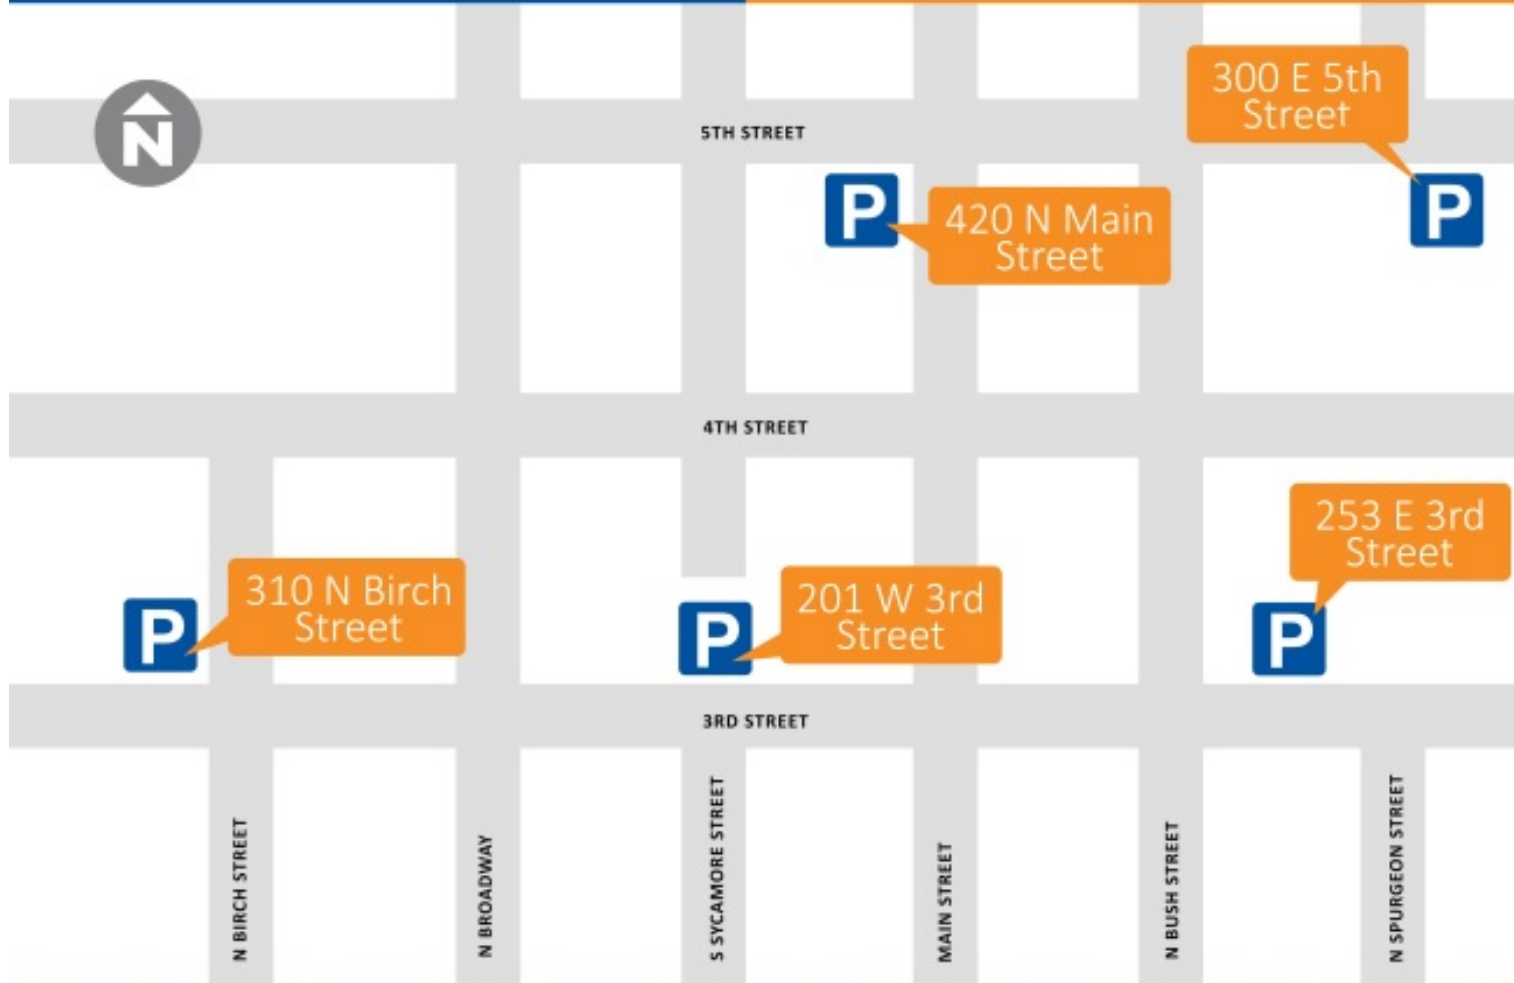 300 E 5th
Street
N
5TH STREET
P
420 N Main
Street
P
4TH STREET
253 E 3rd
Street
310 N Birch
Street
P
201 W 3rd
Street
P
P
3RD STREET
N BIRCH STREET
N BROADWAY
S SYCAMORE STREET
MAIN STREET
N BUSH STREET
N SPURGEON STREET